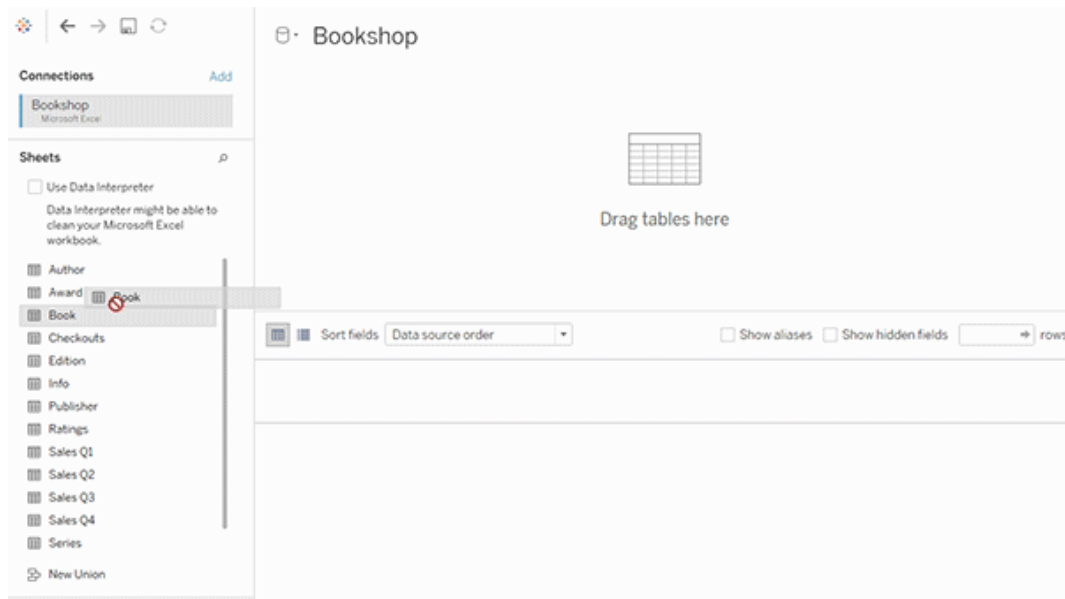 Bookshop
Connections
Add
Bookshop
Microsoft Excel
Sheets
Use Data Interpreter
Data Interpreter might be able to
clean your Microsoft Excel
workbook.
Author
Award
Book
Book
Checkouts
Edition
Info
Publisher
Ratings
Sales Q1
Sales Q2
Sales Q3
Sales Q4
Series
New Union
Drag tables here
Sort fields Data source order
Show aliases Show hidden fields rows